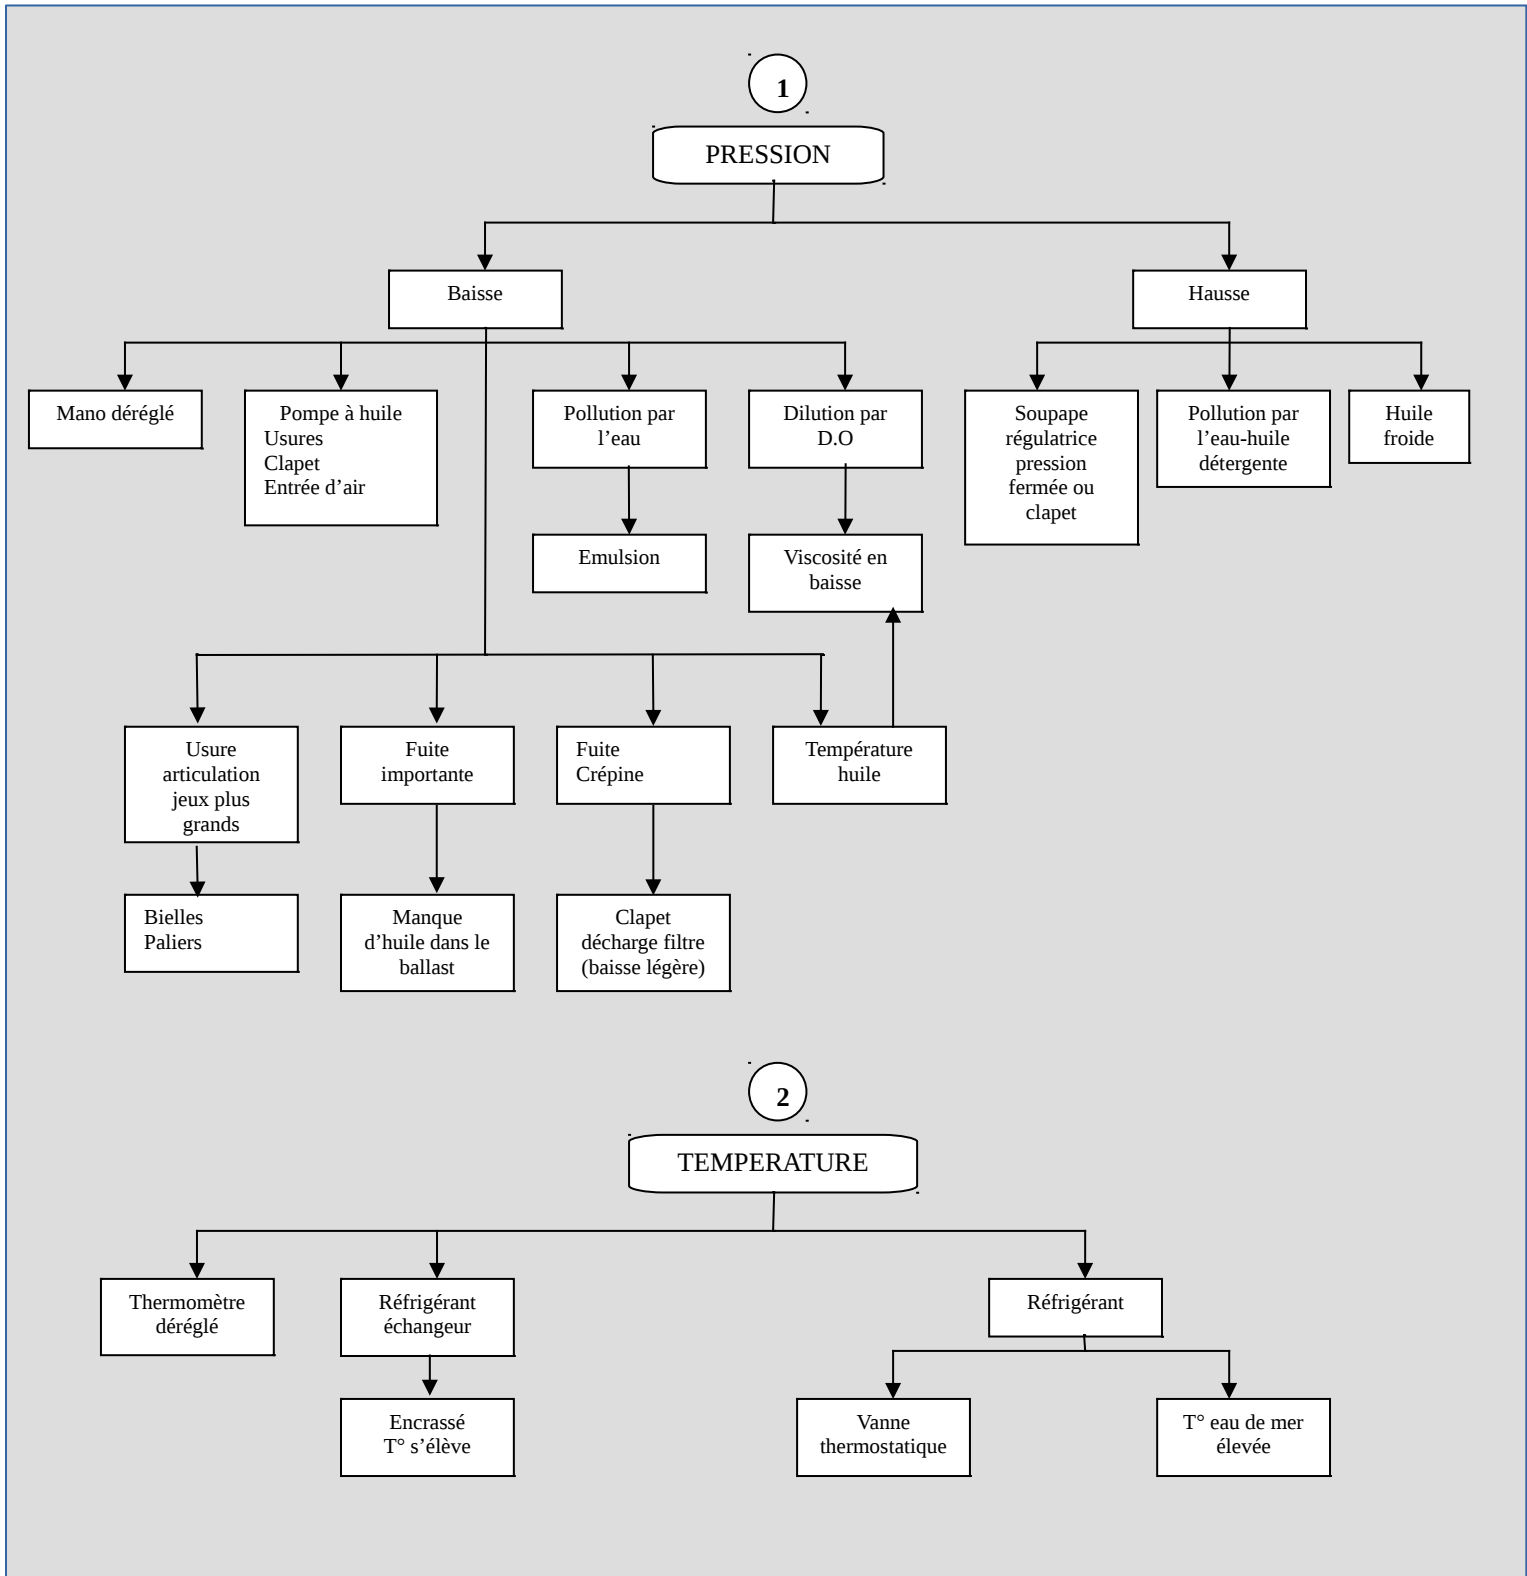 1
PRESSION
Baisse
Hausse
Mano déréglé
Pompe à huile
Usures
Clapet
Entrée d’air
Pollution par
l’eau
Dilution par
D.O
Soupape
régulatrice
pression
fermée ou
clapet
Pollution par
l’eau-huile
détergente
Huile
froide
Emulsion
Viscosité en
baisse
Usure
articulation
jeux plus
grands
Fuite
importante
Fuite
Crépine
Température
huile
Bielles
Paliers
Manque
d’huile dans le
ballast
Clapet
décharge filtre
(baisse légère)
2
TEMPERATURE
Thermomètre
déréglé
Réfrigérant
échangeur
Réfrigérant
Encrassé
T° s’élève
Vanne
thermostatique
T° eau de mer
élevée